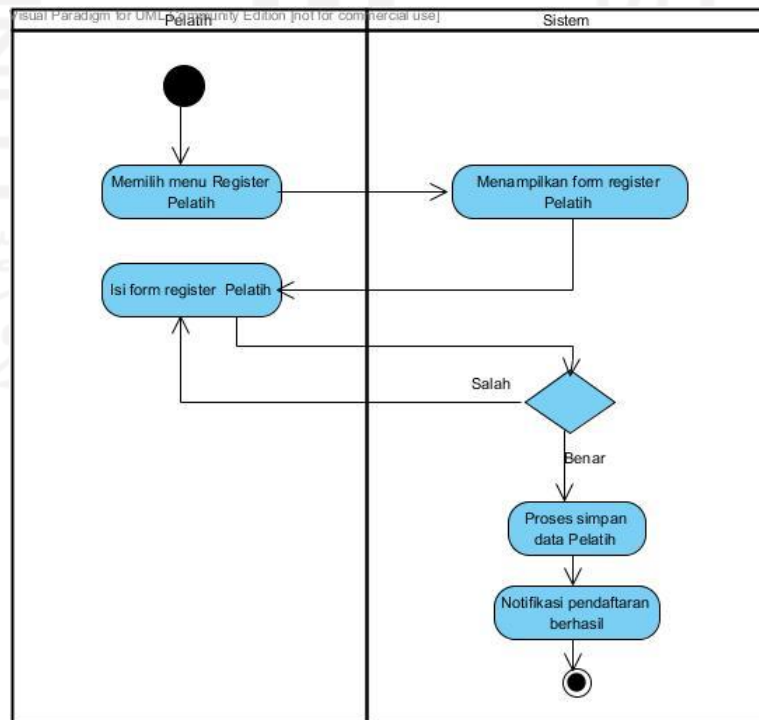 Visual Paradigm for UML Community Edition [not for commercial use]
Pelatih
Sistem
Memilih menu Register
Pelatih
Menampilkan form register
Pelatih
Isi form register Pelatih
Salah
Benar
Proses simpan
data Pelatih
Notifikasi pendaftaran
berhasil